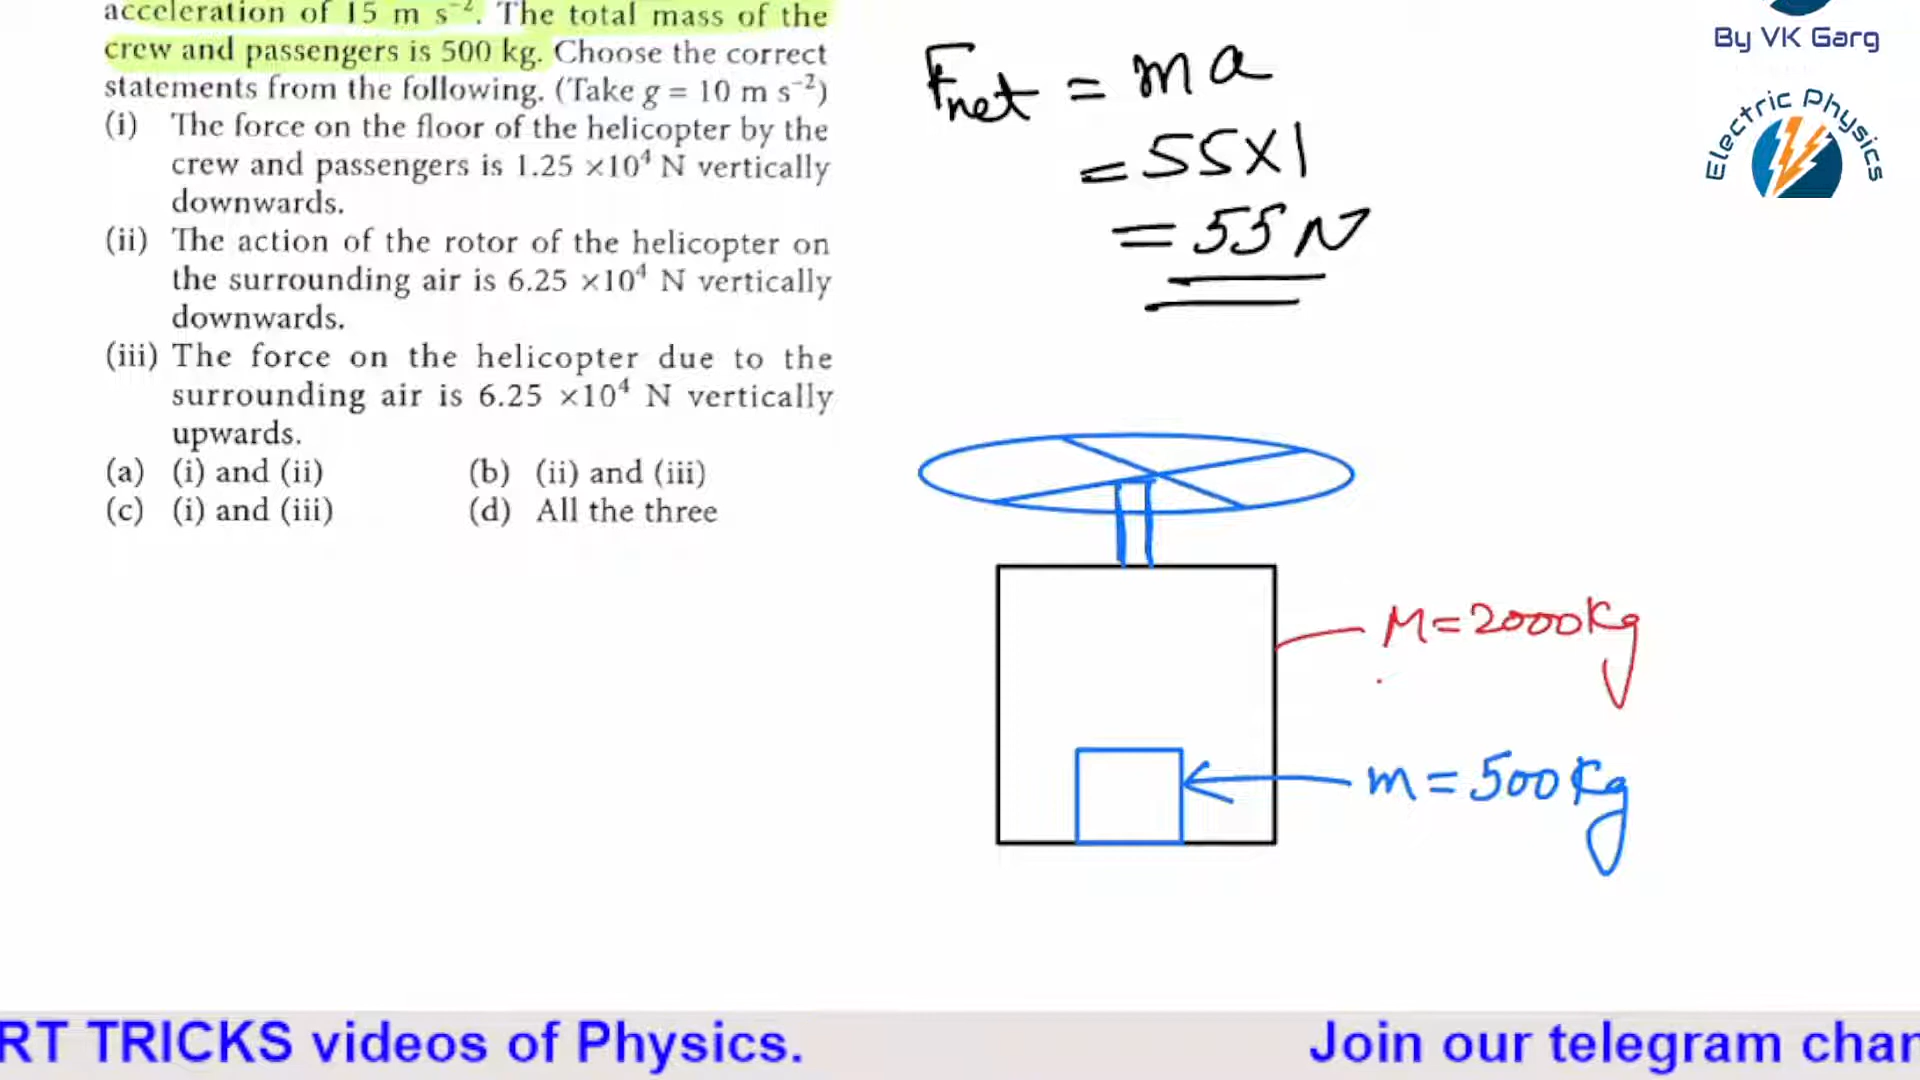 acceleration of 15 m s⁻². The total mass of the
crew and passengers is 500 kg. Choose the correct
statements from the following. (Take g = 10 m s⁻²)
(i) The force on the floor of the helicopter by the
crew and passengers is 1.25 ×10⁴ N vertically
downwards.
(ii) The action of the rotor of the helicopter on
the surrounding air is 6.25 ×10⁴ N vertically
downwards.
(iii) The force on the helicopter due to the
surrounding air is 6.25 ×10⁴ N vertically
upwards.
(a) (i) and (ii) (b) (ii) and (iii)
(c) (i) and (iii) (d) All the three
Fnet = ma
= 55×1
= 55 N
By VK Garg
Electric Physics
M=2000Kg
m=500Kg
RT TRICKS videos of Physics. Join our telegram chan